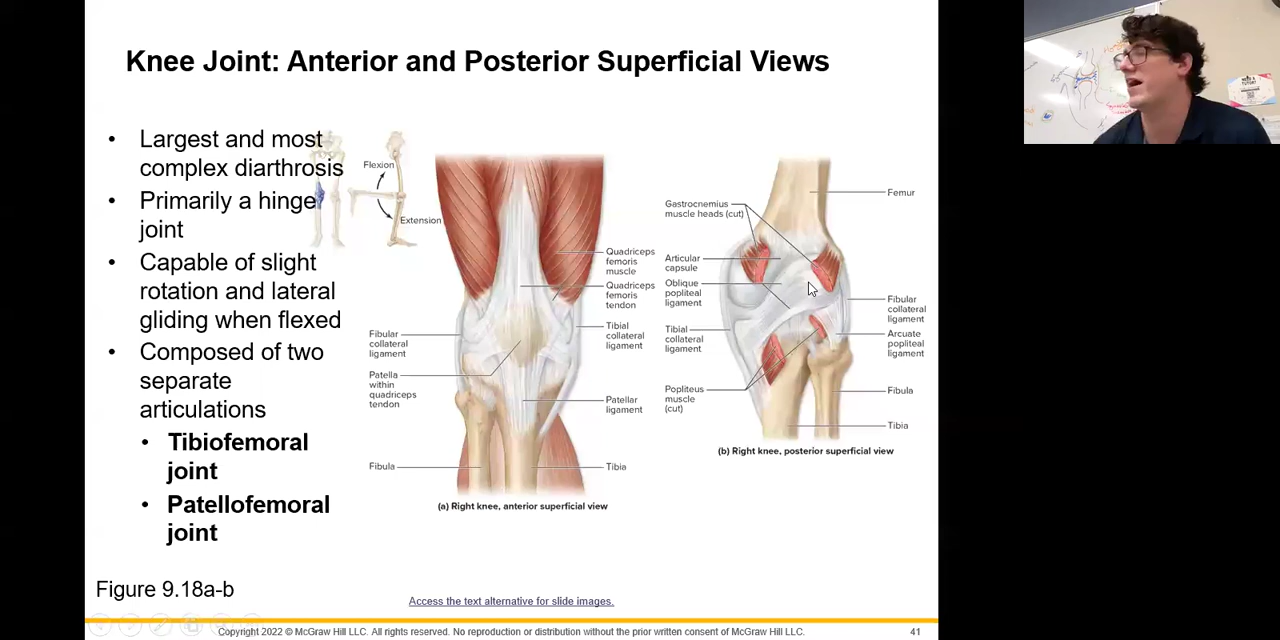 Knee Joint: Anterior and Posterior Superficial Views
• Largest and most
complex diarthrosis
• Primarily a hinge
joint
• Capable of slight
rotation and lateral
gliding when flexed
• Composed of two
separate
articulations
• Tibiofemoral
joint
• Patellofemoral
joint
Flexion
Extension
Quadriceps
femoris
muscle
Quadriceps
femoris
tendon
Fibular
collateral
ligament
Tibial
collateral
ligament
Patella
within
quadriceps
tendon
Patellar
ligament
Fibula
Tibia
(a) Right knee, anterior superficial view
Femur
Gastrocnemius
muscle heads (cut)
Articular
capsule
Oblique
popliteal
ligament
Fibular
collateral
ligament
Tibial
collateral
ligament
Arcuate
popliteal
ligament
Popliteus
muscle
(cut)
Fibula
Tibia
(b) Right knee, posterior superficial view
Figure 9.18a-b
Access the text alternative for slide images.
Copyright 2022 © McGraw Hill LLC. All rights reserved. No reproduction or distribution without the prior written consent of McGraw Hill LLC.
41